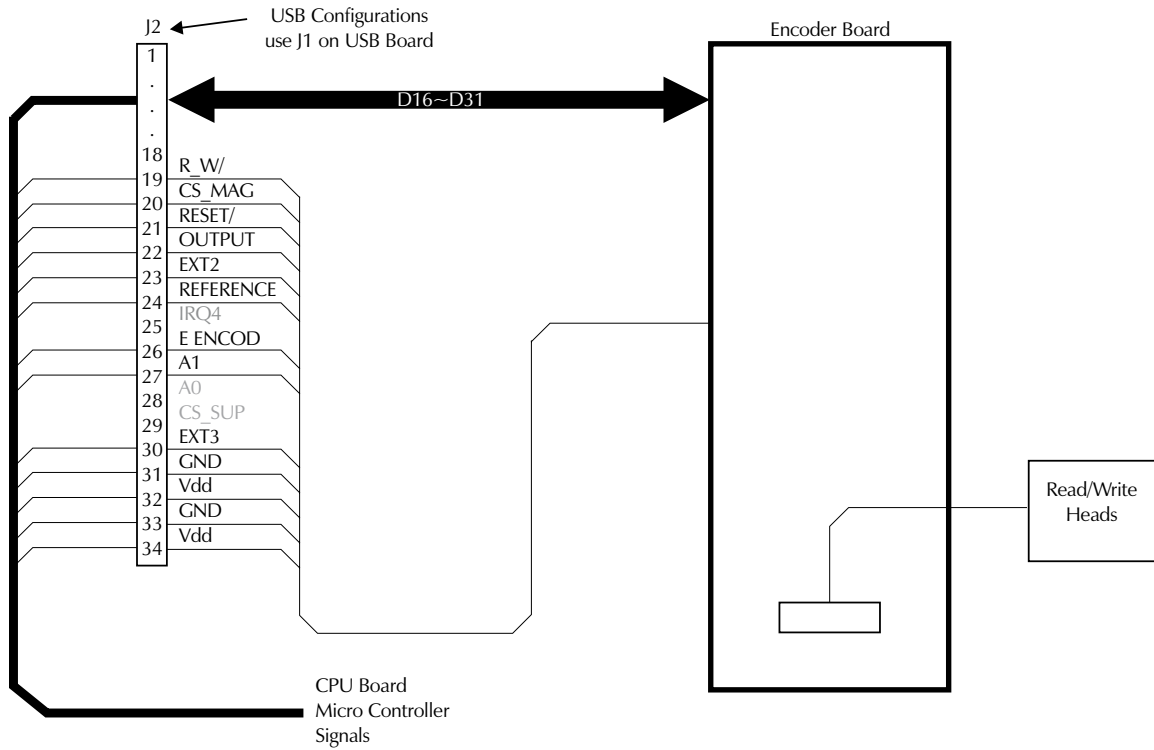 J2
USB Configurations
use J1 on USB Board
Encoder Board
1
.
.
.
D16~D31
18
R_W/
19
CS_MAG
20
RESET/
21
OUTPUT
22
EXT2
23
REFERENCE
24
IRQ4
25
E ENCOD
26
A1
27
A0
28
CS_SUP
29
EXT3
30
GND
31
Vdd
32
GND
33
Vdd
34
Read/Write
Heads
CPU Board
Micro Controller
Signals